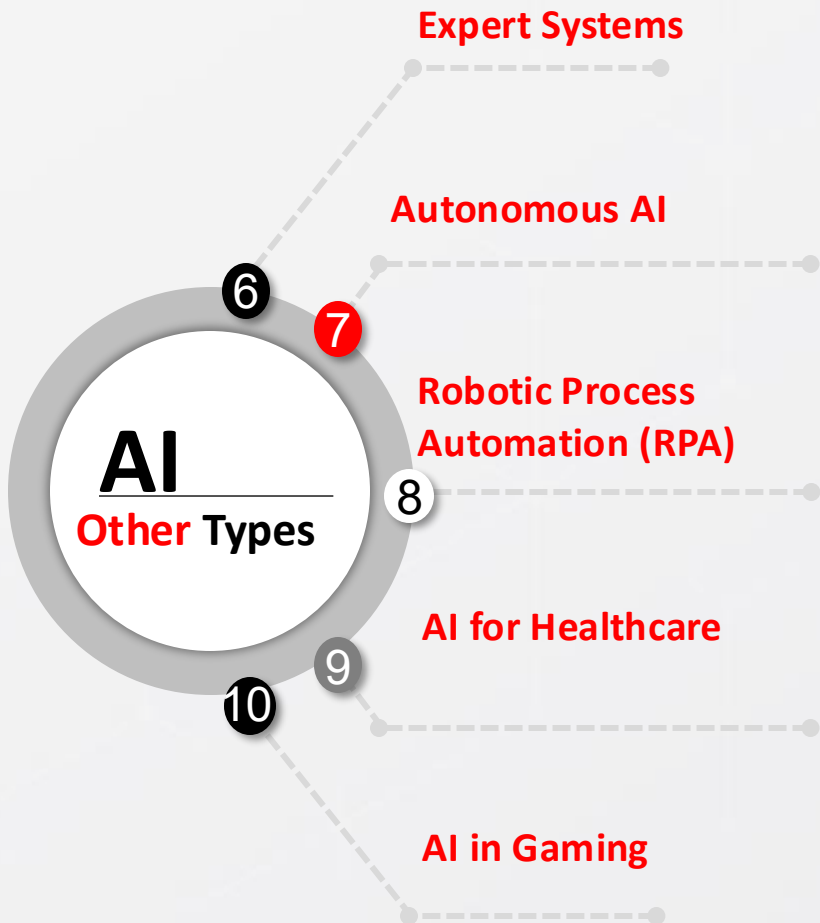 Expert Systems
Autonomous AI
6
7
Robotic Process
Automation (RPA)
AI
8
Other Types
AI for Healthcare
9
10
AI in Gaming